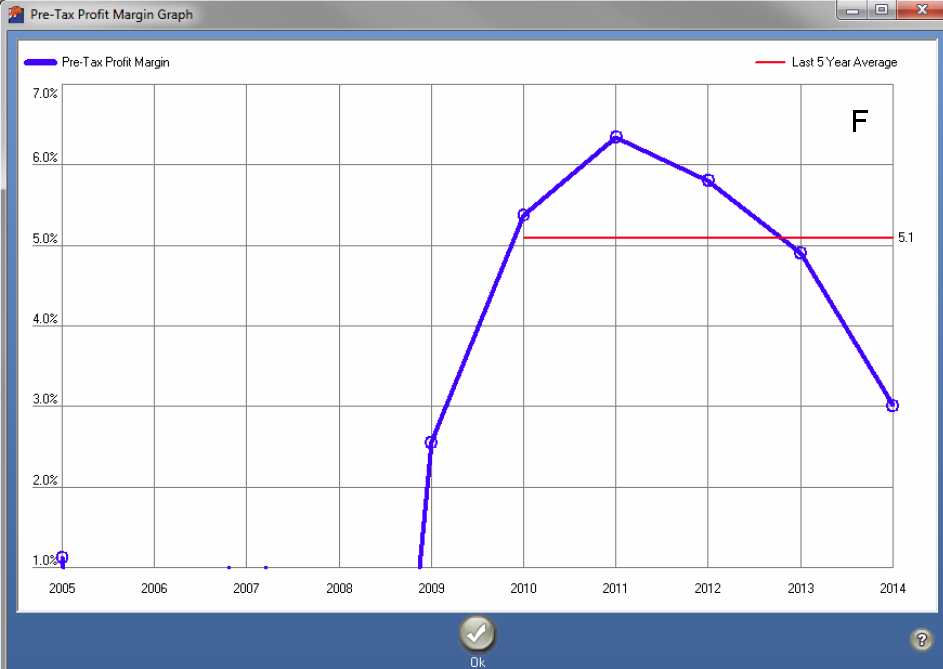 Pre-Tax Profit Margin Graph
Pre-Tax Profit Margin
Last 5 Year Average
F
7.0%
6.0%
5.0%
5.1
4.0%
3.0%
2.0%
1.0%
2005 2006 2007 2008 2009 2010 2011 2012 2013 2014
Ok
?